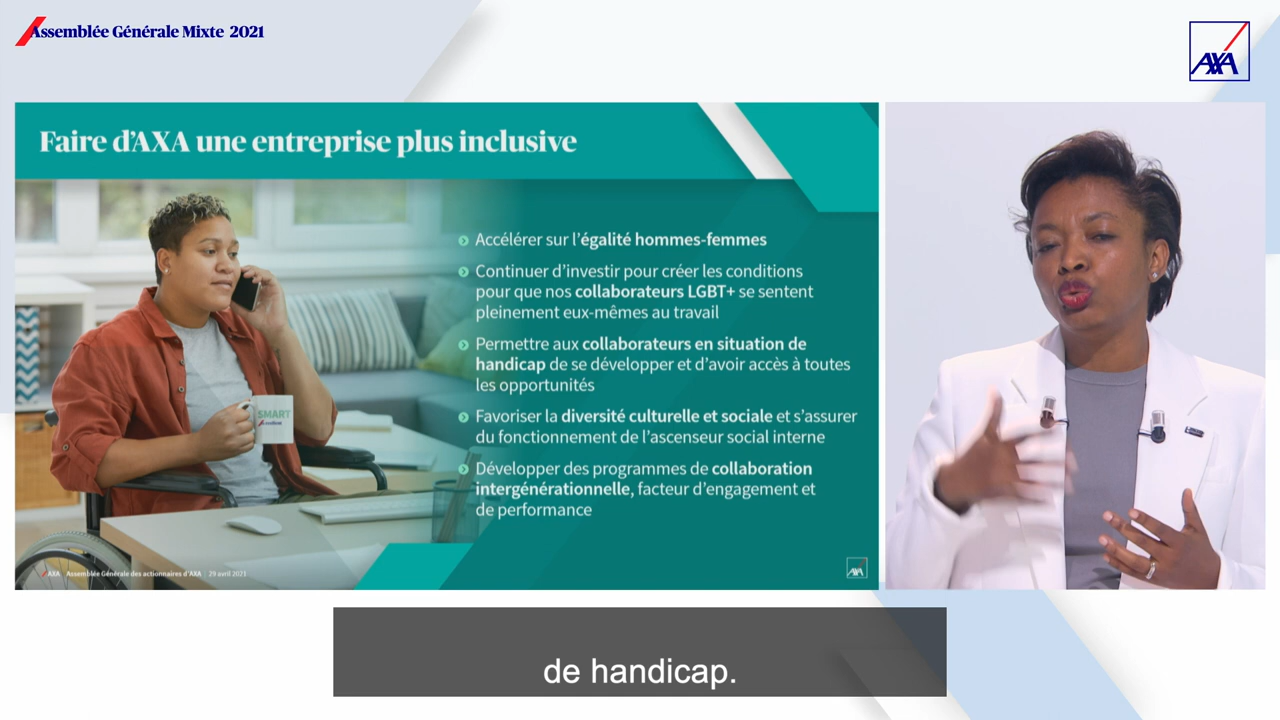 Assemblée Générale Mixte 2021
AXA
Faire d’AXA une entreprise plus inclusive
Accélérer sur l’égalité hommes-femmes
Continuer d’investir pour créer les conditions
pour que nos collaborateurs LGBT+ se sentent
pleinement eux-mêmes au travail
Permettre aux collaborateurs en situation de
handicap de se développer et d’avoir accès à toutes
les opportunités
Favoriser la diversité culturelle et sociale et s’assurer
du fonctionnement de l’ascenseur social interne
Développer des programmes de collaboration
intergénérationnelle, facteur d’engagement et
de performance
SMART
AXA Assemblée Générale des actionnaires d’AXA | 29 avril 2021
AXA
de handicap.